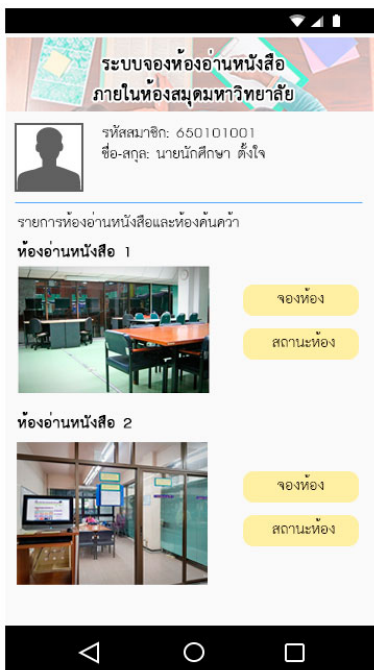 ระบบจองห้องอ่านหนังสือ
ภายในห้องสมุดมหาวิทยาลัย
รหัสสมาชิก: 650101001
ชื่อ-สกุล: นายนักศึกษา ตั้งใจ
รายการห้องอ่านหนังสือและห้องค้นคว้า
ห้องอ่านหนังสือ 1
จองห้อง
สถานะห้อง
ห้องอ่านหนังสือ 2
จองห้อง
สถานะห้อง